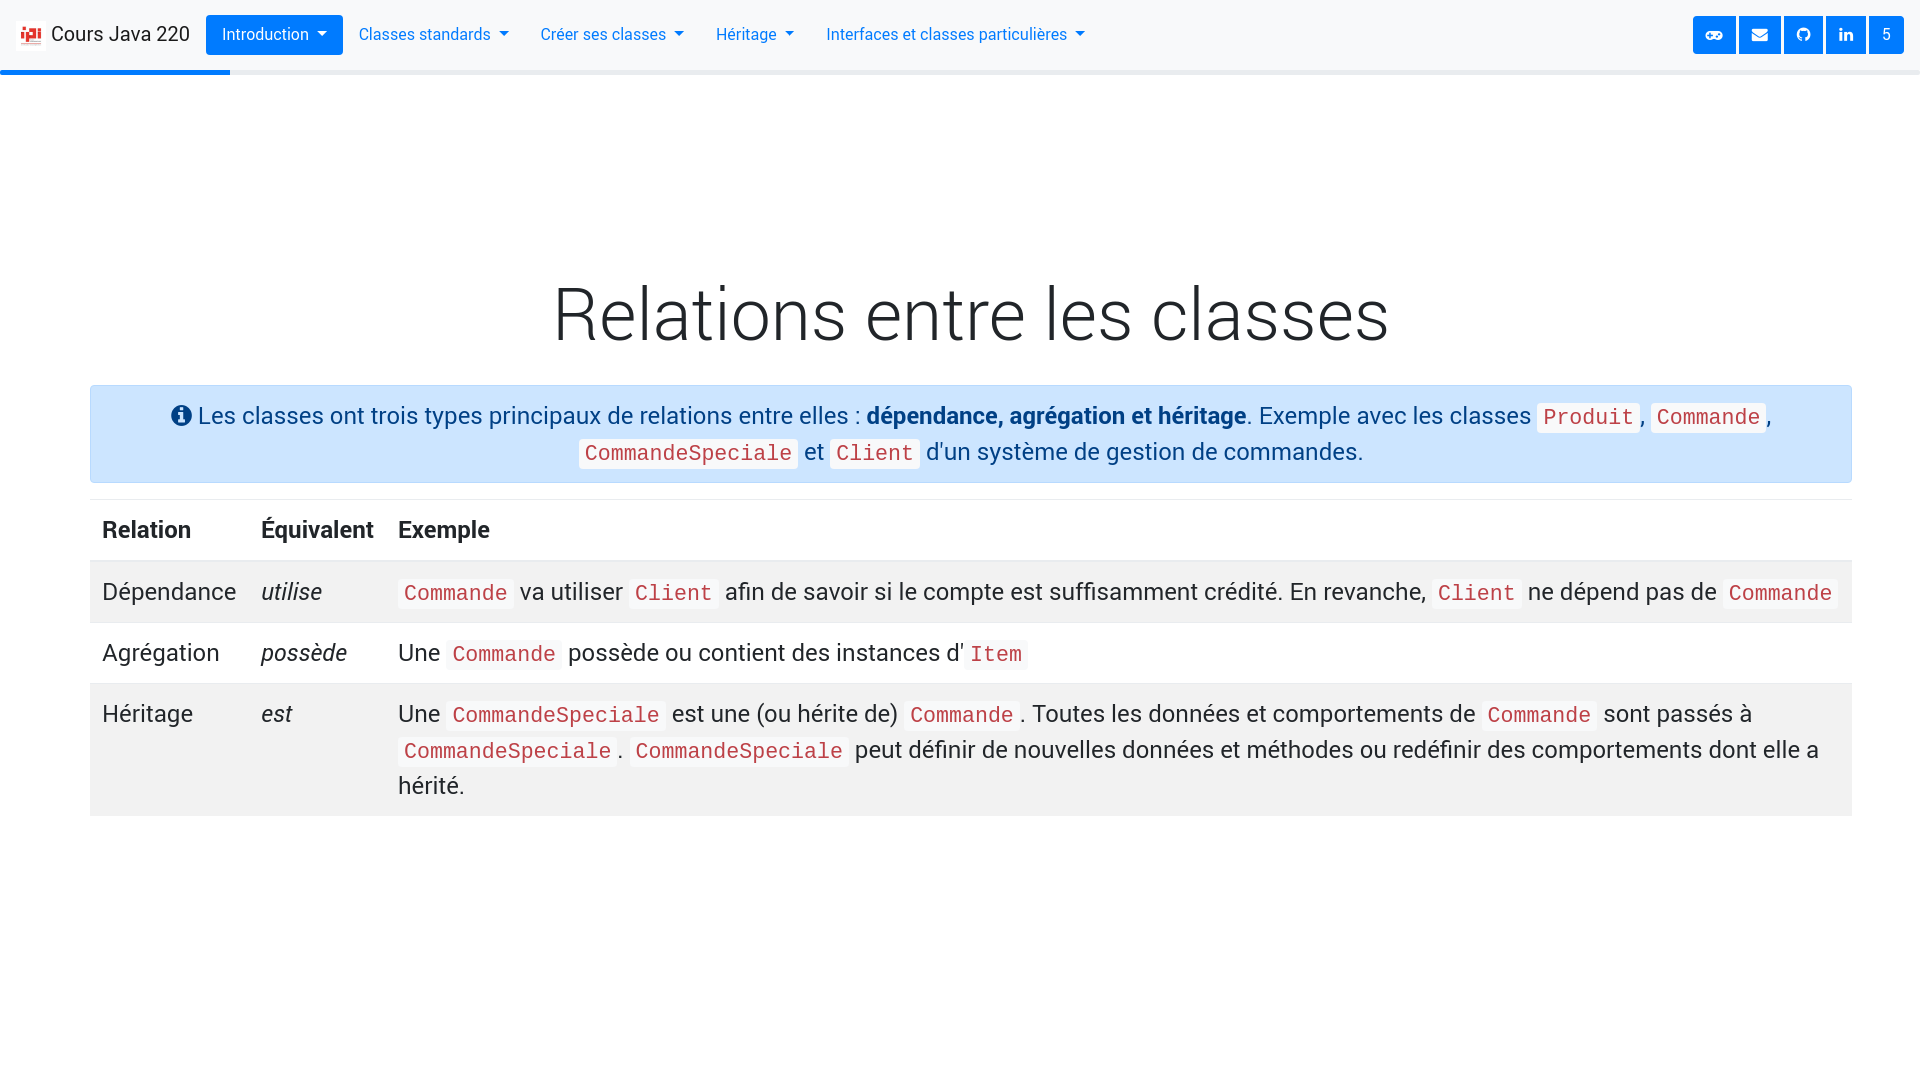 Cours Java 220 Introduction Classes standards Créer ses classes Héritage Interfaces et classes particulières 5
Relations entre les classes
Les classes ont trois types principaux de relations entre elles : dépendance, agrégation et héritage. Exemple avec les classes Produit, Commande,
CommandeSpeciale et Client d'un système de gestion de commandes.
Relation Équivalent Exemple
Dépendance utilise Commande va utiliser Client afin de savoir si le compte est suffisamment crédité. En revanche, Client ne dépend pas de Commande
Agrégation possède Une Commande possède ou contient des instances d'Item
Héritage est Une CommandeSpeciale est une (ou hérite de) Commande. Toutes les données et comportements de Commande sont passés à
CommandeSpeciale. CommandeSpeciale peut définir de nouvelles données et méthodes ou redéfinir des comportements dont elle a
hérité.